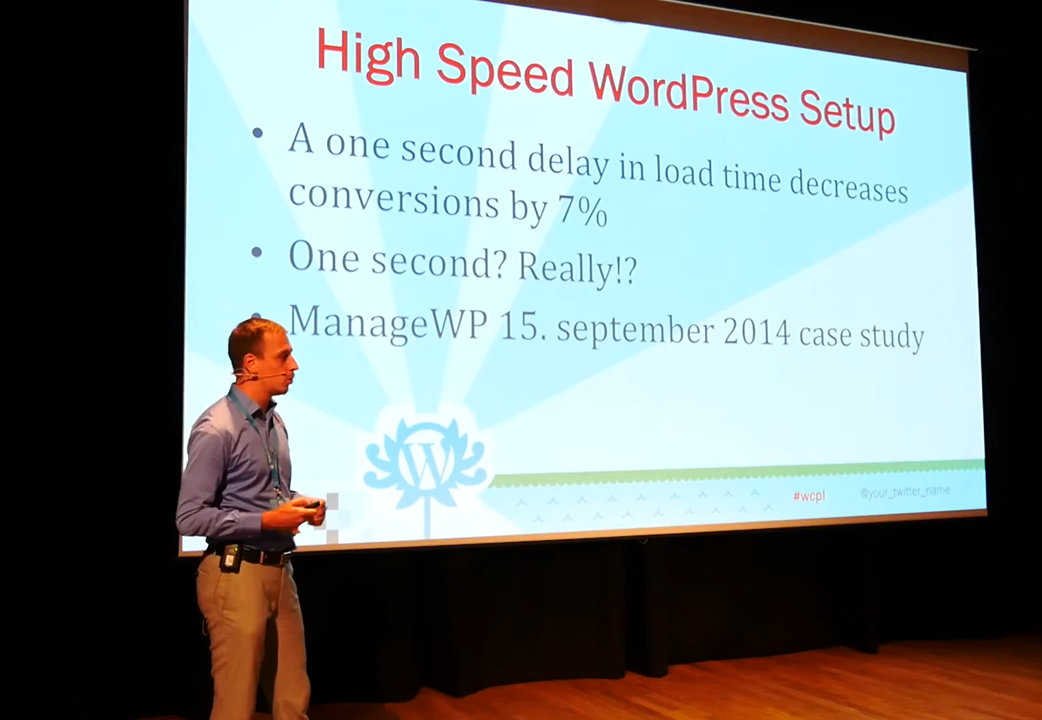 High Speed WordPress Setup
• A one second delay in load time decreases
conversions by 7%
• One second? Really!?
• ManageWP 15. september 2014 case study
W
#wcpl @your_twitter_name